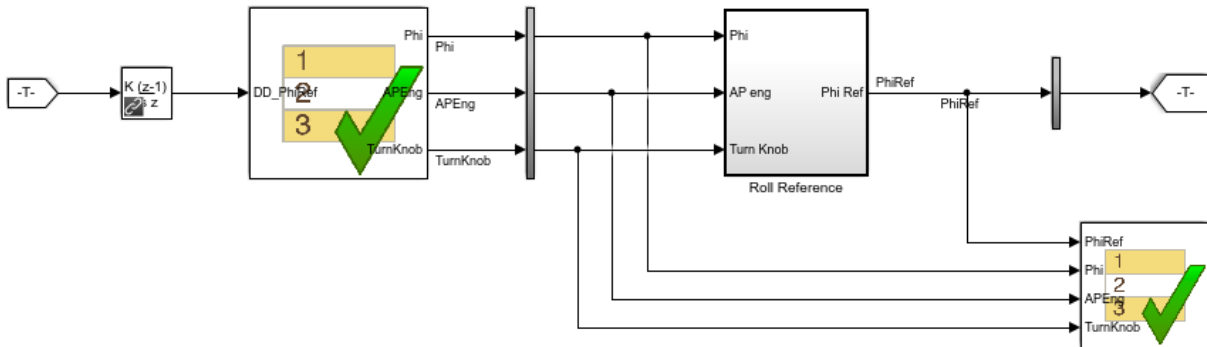 -T-
K (z-1)
s z
DD_PhiRef
1
2
3
Phi
APEng
TurnKnob
Phi
APEng
TurnKnob
Phi
AP eng
Turn Knob
Phi Ref
Roll Reference
PhiRef
PhiRef
-T-
PhiRef
Phi
APEng
TurnKnob
1
2
3